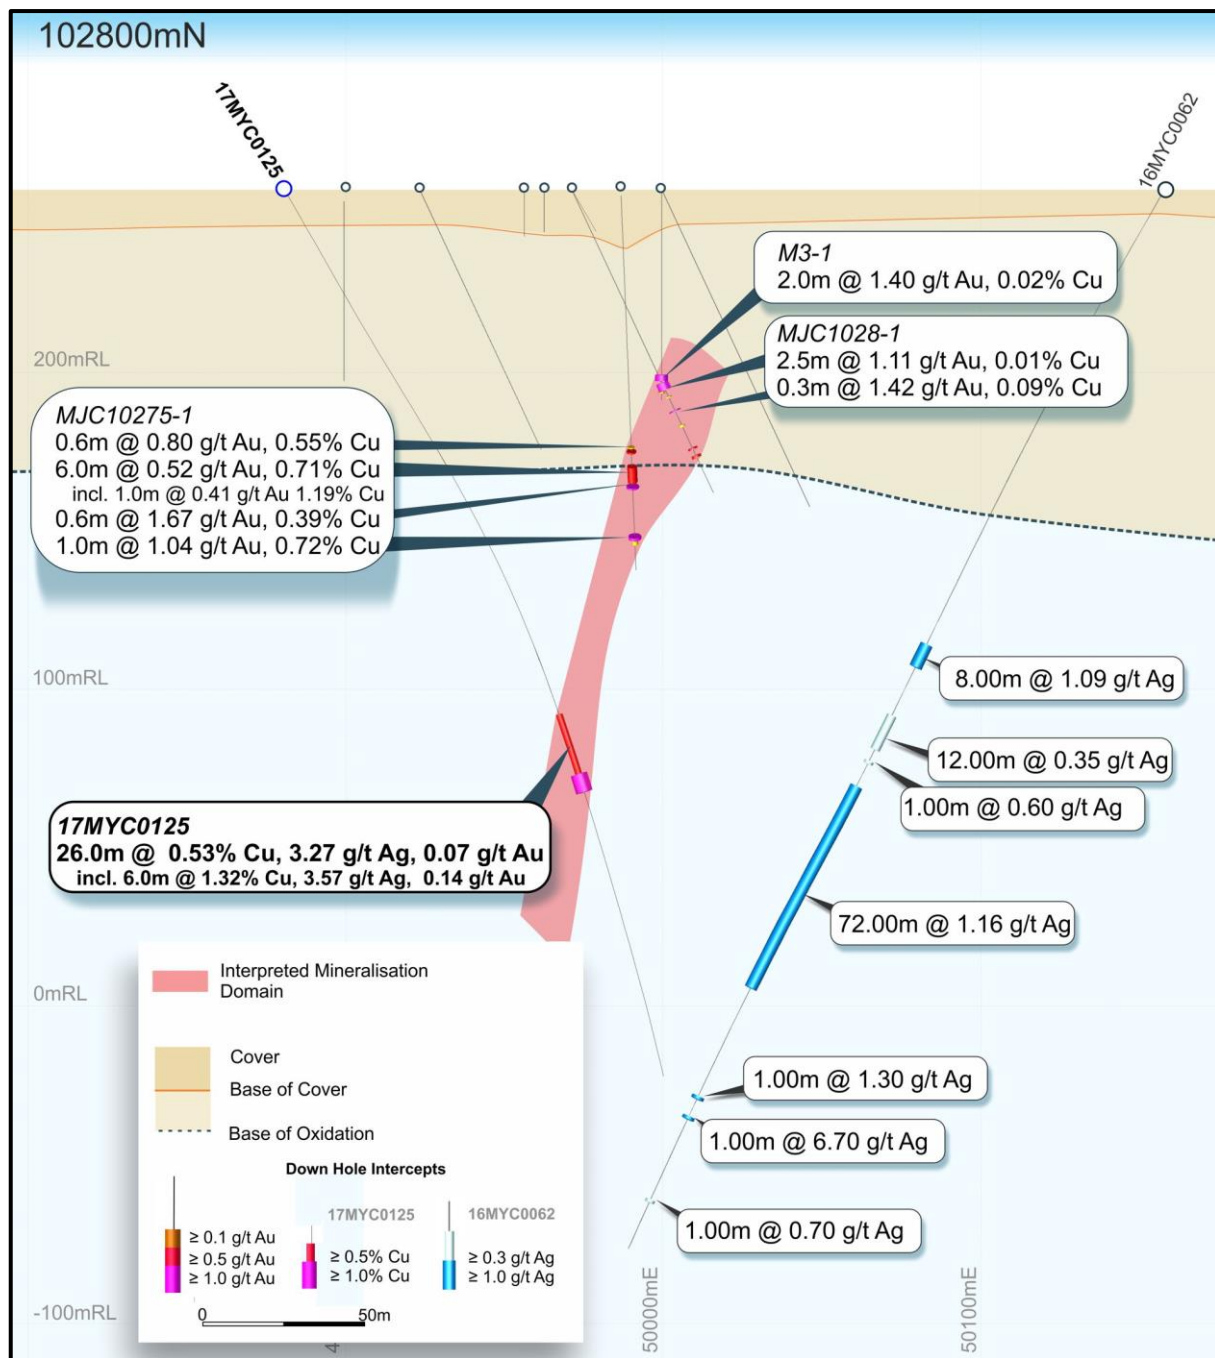 102800mN
17MYC0125
16MYC0062
M3-1
2.0m @ 1.40 g/t Au, 0.02% Cu
MJC1028-1
2.5m @ 1.11 g/t Au, 0.01% Cu
0.3m @ 1.42 g/t Au, 0.09% Cu
200mRL
MJC10275-1
0.6m @ 0.80 g/t Au, 0.55% Cu
6.0m @ 0.52 g/t Au, 0.71% Cu
incl. 1.0m @ 0.41 g/t Au 1.19% Cu
0.6m @ 1.67 g/t Au, 0.39% Cu
1.0m @ 1.04 g/t Au, 0.72% Cu
100mRL
8.00m @ 1.09 g/t Ag
12.00m @ 0.35 g/t Ag
1.00m @ 0.60 g/t Ag
17MYC0125
26.0m @ 0.53% Cu, 3.27 g/t Ag, 0.07 g/t Au
incl. 6.0m @ 1.32% Cu, 3.57 g/t Ag, 0.14 g/t Au
72.00m @ 1.16 g/t Ag
0mRL
1.00m @ 1.30 g/t Ag
1.00m @ 6.70 g/t Ag
1.00m @ 0.70 g/t Ag
Interpreted Mineralisation
Domain
Cover
Base of Cover
Base of Oxidation
Down Hole Intercepts
17MYC0125
16MYC0062
≥ 0.1 g/t Au
≥ 0.5 g/t Au
≥ 1.0 g/t Au
≥ 0.5% Cu
≥ 1.0% Cu
≥ 0.3 g/t Ag
≥ 1.0 g/t Ag
0 50m
-100mRL
4
50000mE
50100mE